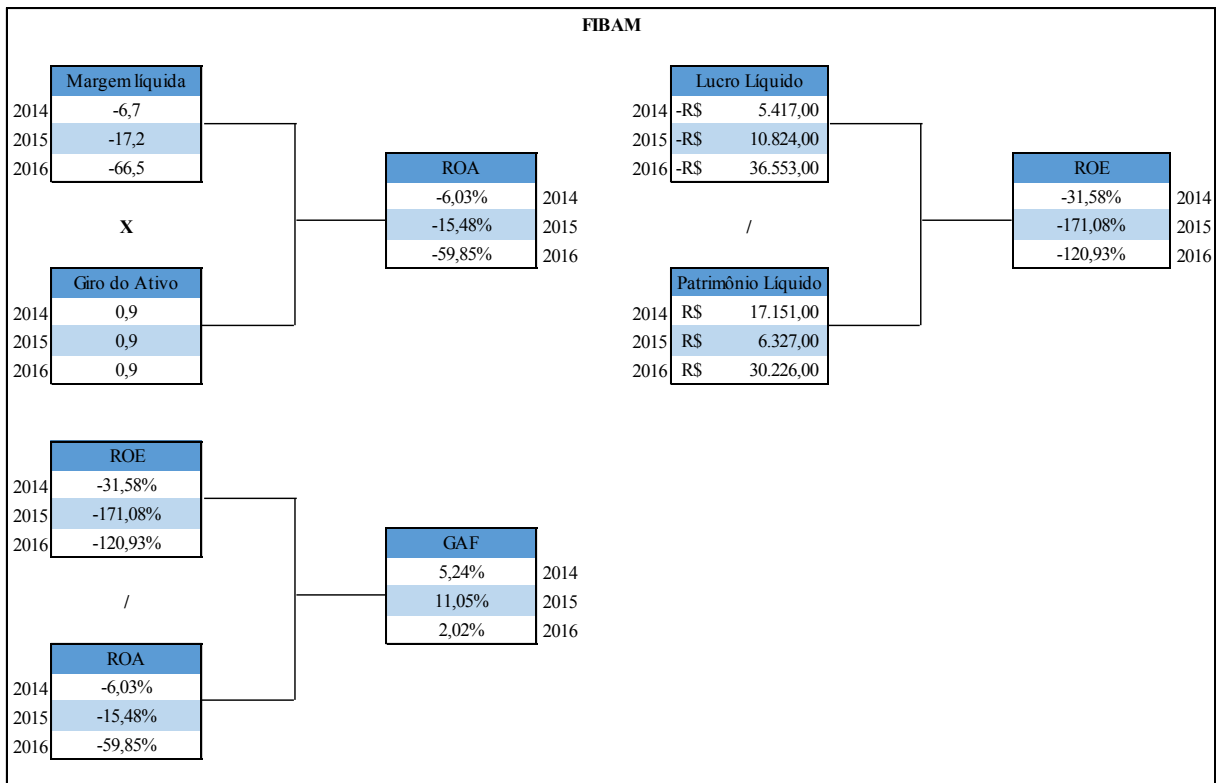 FIBAM
Margem líquida
2014 -6,7
2015 -17,2
2016 -66,5
X
Giro do Ativo
2014 0,9
2015 0,9
2016 0,9
ROA
-6,03% 2014
-15,48% 2015
-59,85% 2016
Lucro Líquido
2014 -R$ 5.417,00
2015 -R$ 10.824,00
2016 -R$ 36.553,00
/
Patrimônio Líquido
2014 R$ 17.151,00
2015 R$ 6.327,00
2016 R$ 30.226,00
ROE
-31,58% 2014
-171,08% 2015
-120,93% 2016
ROE
2014 -31,58%
2015 -171,08%
2016 -120,93%
/
ROA
2014 -6,03%
2015 -15,48%
2016 -59,85%
GAF
5,24% 2014
11,05% 2015
2,02% 2016